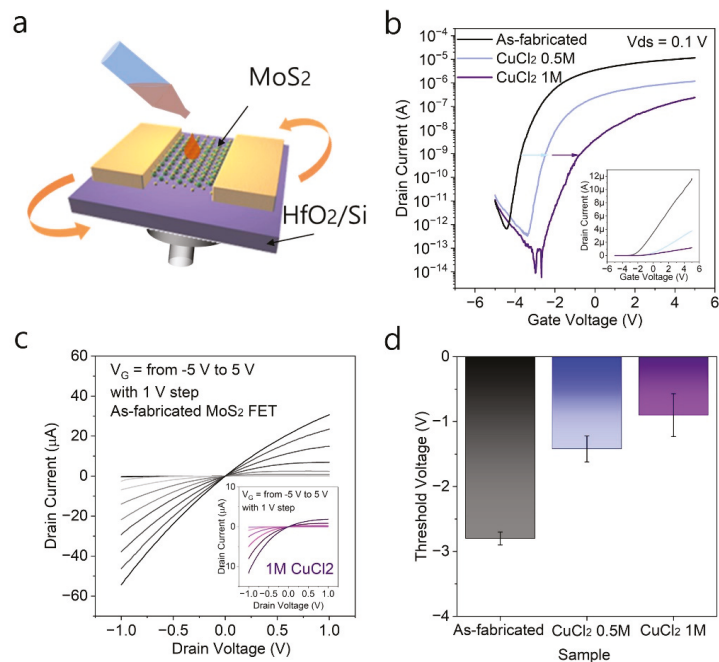 a
MoS2
HfO2/Si
b
As-fabricated
CuCl2 0.5M
CuCl2 1M
Vds = 0.1 V
10⁻⁴
10⁻⁵
10⁻⁶
10⁻⁷
10⁻⁸
10⁻⁹
10⁻¹⁰
10⁻¹¹
10⁻¹²
10⁻¹³
10⁻¹⁴
Drain Current (A)
−6 −4 −2 0 2 4 6
Gate Voltage (V)
12μ
10μ
8μ
6μ
4μ
2μ
0
Drain Current (A)
-6 -4 -2 0 2 4 6
Gate Voltage (V)
c
VG = from -5 V to 5 V
with 1 V step
As-fabricated MoS2 FET
60
40
20
0
−20
−40
−60
Drain Current (μA)
−1.0 −0.5 0.0 0.5 1.0
Drain Voltage (V)
VG = from -5 V to 5 V
with 1 V step
1M CuCl2
10
0
10
Drain Current (μA)
-1.0 -0.5 0.0 0.5 1.0
Drain Voltage (V)
d
0
−1
−2
−3
−4
Threshold Voltage (V)
As-fabricated CuCl2 0.5M CuCl2 1M
Sample